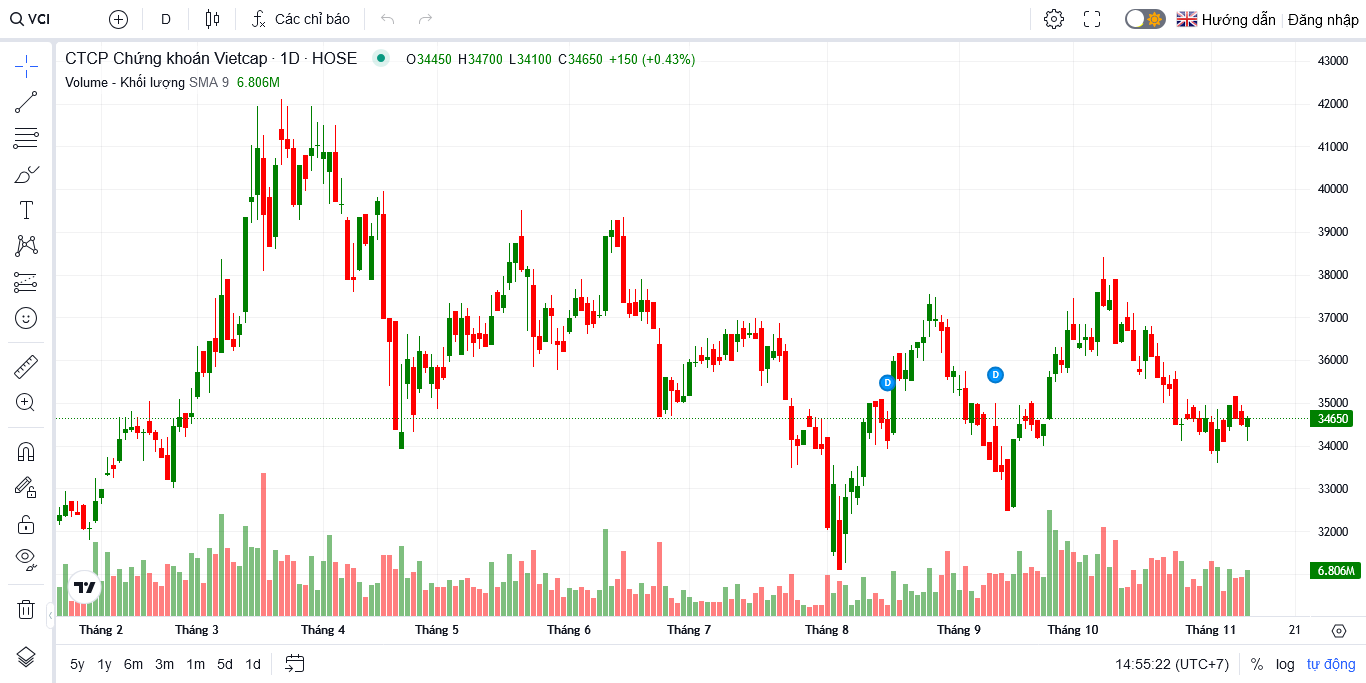 VCI D Các chỉ báo Hướng dẫn Đăng nhập
CTCP Chứng khoán Vietcap · 1D · HOSE O34450 H34700 L34100 C34650 +150 (+0.43%)
Volume - Khối lượng SMA 9 6.806M
43000
42000
41000
40000
39000
38000
37000
36000
35000
34650
34000
33000
32000
6.806M
D
D
Tháng 2 Tháng 3 Tháng 4 Tháng 5 Tháng 6 Tháng 7 Tháng 8 Tháng 9 Tháng 10 Tháng 11 21
5y 1y 6m 3m 1m 5d 1d 14:55:22 (UTC+7) % log tự động